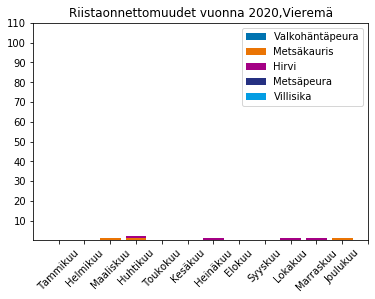 Riistaonnettomuudet vuonna 2020,Vieremä
110
100
90
80
70
60
50
40
30
20
10
Valkohäntäpeura
Metsäkauris
Hirvi
Metsäpeura
Villisika
Tammikuu
Helmikuu
Maaliskuu
Huhtikuu
Toukokuu
Kesäkuu
Heinäkuu
Elokuu
Syyskuu
Lokakuu
Marraskuu
Joulukuu